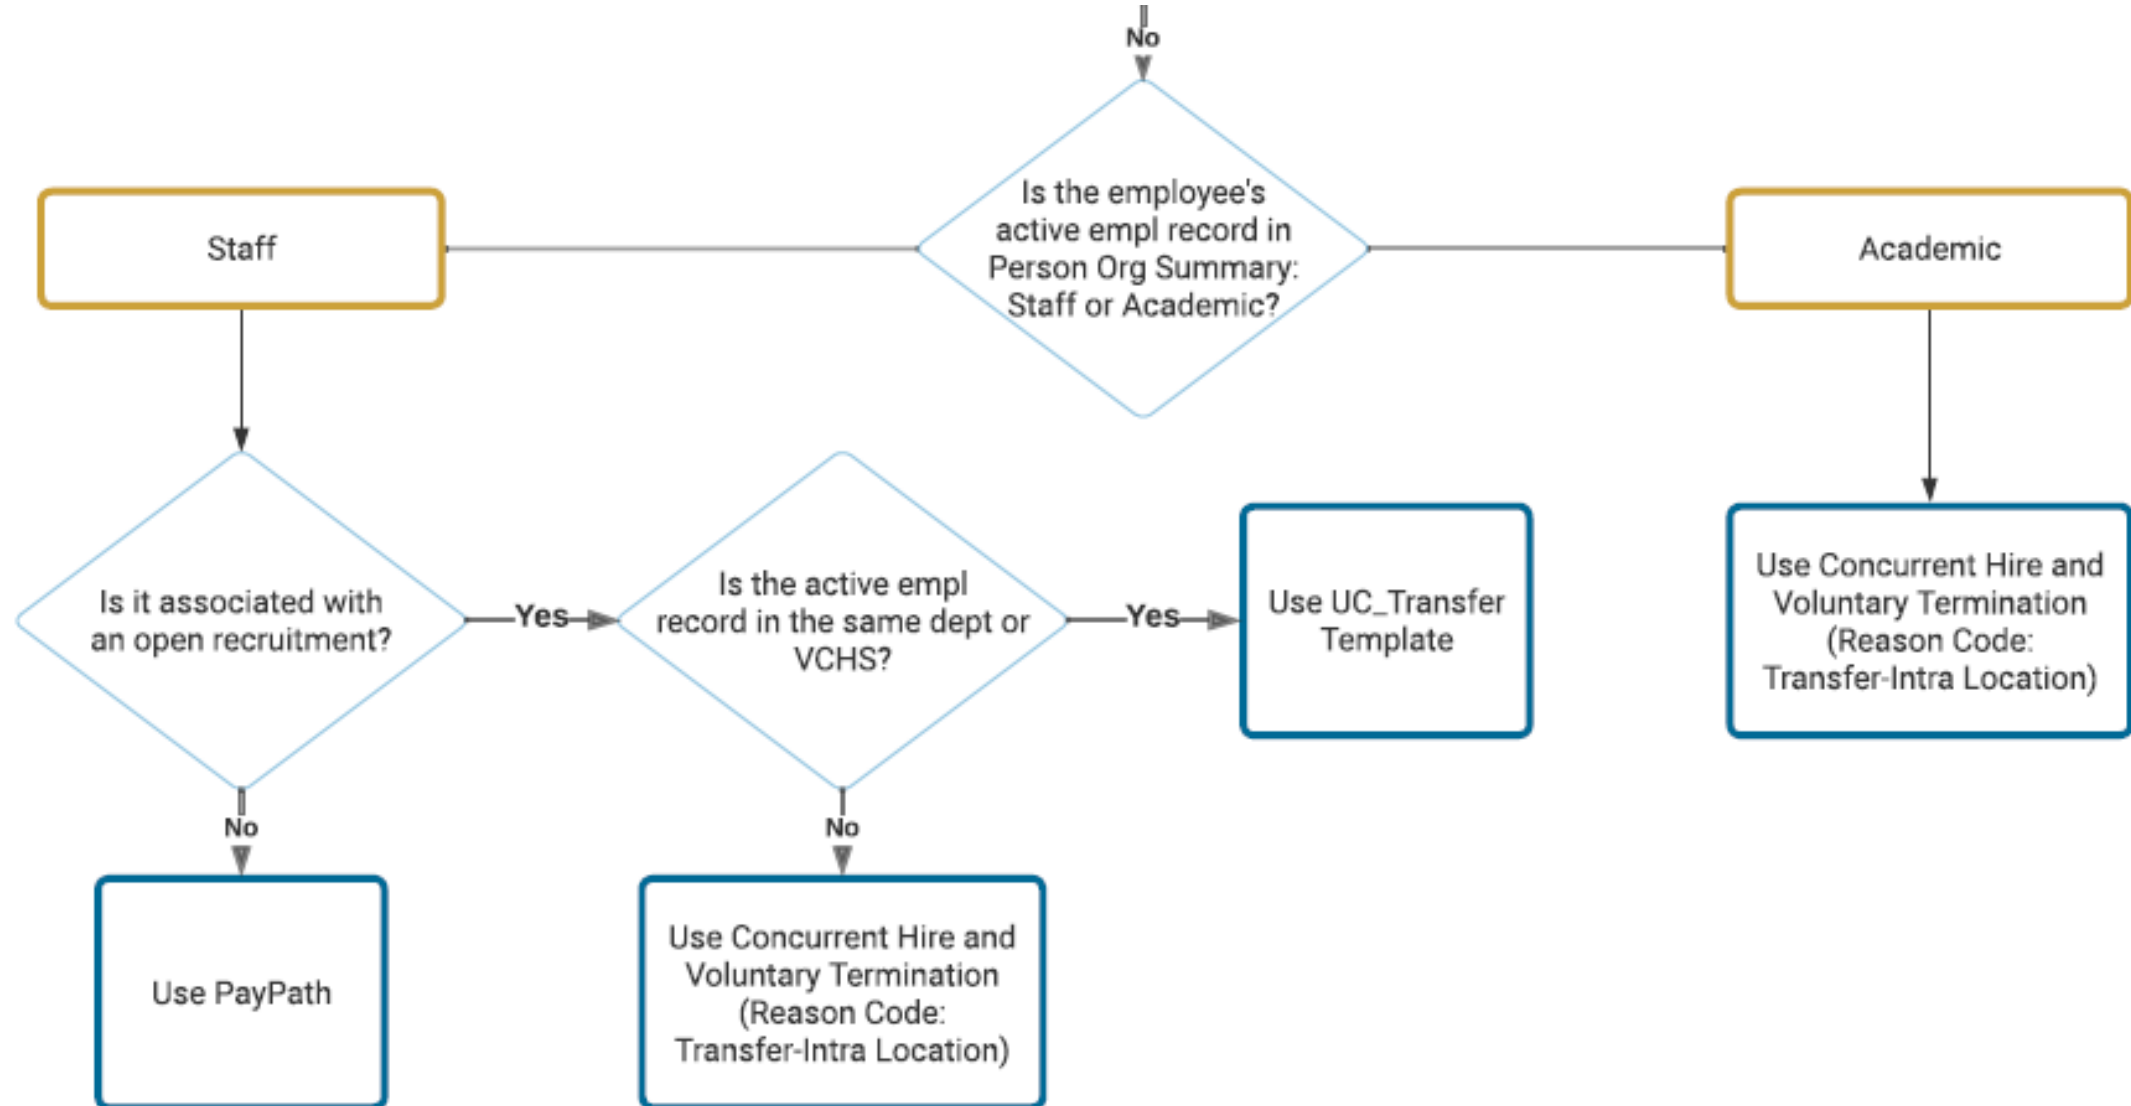 No
Is the employee's
active empl record in
Person Org Summary:
Staff or Academic?
Staff
Academic
Is it associated with
an open recruitment?
Yes
Is the active empl
record in the same dept or
VCHS?
Yes
Use UC_Transfer
Template
Use Concurrent Hire and
Voluntary Termination
(Reason Code:
Transfer-Intra Location)
No
No
Use PayPath
Use Concurrent Hire and
Voluntary Termination
(Reason Code:
Transfer-Intra Location)